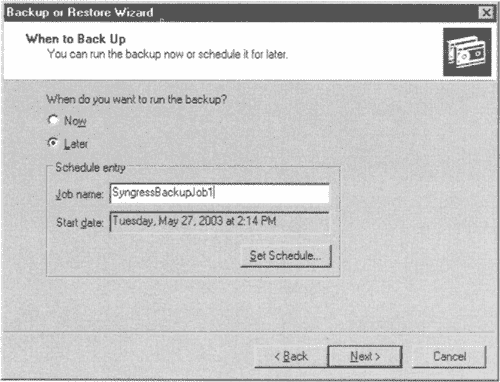 Backup or Restore Wizard
When to Back Up
You can run the backup now or schedule it for later.
When do you want to run the backup?
Now
Later
Schedule entry
Job name: SyngressBackupJob1
Start date: Tuesday, May 27, 2003 at 2:14 PM
Set Schedule...
< Back Next > Cancel